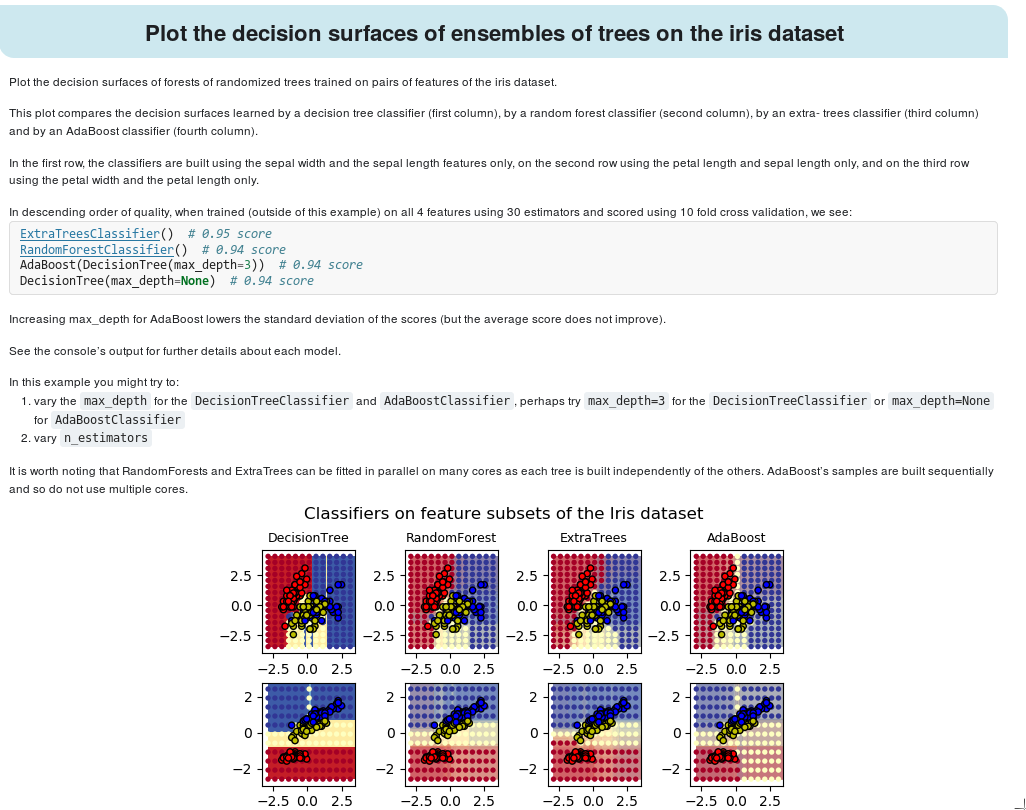 Plot the decision surfaces of ensembles of trees on the iris dataset
Plot the decision surfaces of forests of randomized trees trained on pairs of features of the iris dataset.
This plot compares the decision surfaces learned by a decision tree classifier (first column), by a random forest classifier (second column), by an extra- trees classifier (third column)
and by an AdaBoost classifier (fourth column).
In the first row, the classifiers are built using the sepal width and the sepal length features only, on the second row using the petal length and sepal length only, and on the third row
using the petal width and the petal length only.
In descending order of quality, when trained (outside of this example) on all 4 features using 30 estimators and scored using 10 fold cross validation, we see:
ExtraTreesClassifier() # 0.95 score
RandomForestClassifier() # 0.94 score
AdaBoost(DecisionTree(max_depth=3)) # 0.94 score
DecisionTree(max_depth=None) # 0.94 score
Increasing max_depth for AdaBoost lowers the standard deviation of the scores (but the average score does not improve).
See the console's output for further details about each model.
In this example you might try to:
1. vary the max_depth for the DecisionTreeClassifier and AdaBoostClassifier, perhaps try max_depth=3 for the DecisionTreeClassifier or max_depth=None
for AdaBoostClassifier
2. vary n_estimators
It is worth noting that RandomForests and ExtraTrees can be fitted in parallel on many cores as each tree is built independently of the others. AdaBoost's samples are built sequentially
and so do not use multiple cores.
Classifiers on feature subsets of the Iris dataset
DecisionTree RandomForest ExtraTrees AdaBoost
2.5 2.5 2.5 2.5
0.0 0.0 0.0 0.0
−2.5 −2.5 −2.5 −2.5
−2.5 0.0 2.5 −2.5 0.0 2.5 −2.5 0.0 2.5 −2.5 0.0 2.5
2 2 2 2
0 0 0 0
−2 −2 −2 −2
−2.5 0.0 2.5 −2.5 0.0 2.5 −2.5 0.0 2.5 −2.5 0.0 2.5